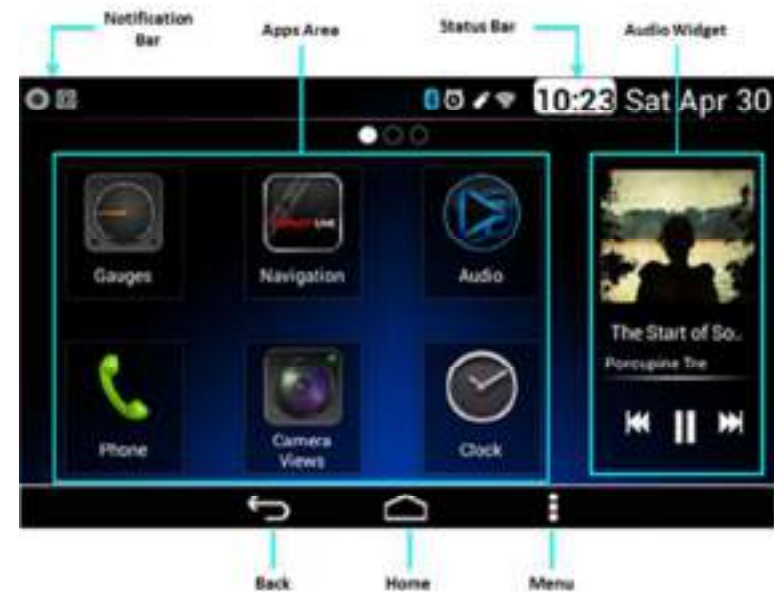 Notification
Bar
Apps Area
Status Bar
Audio Widget
10:23 Sat Apr 30
Gauges
Navigation
Audio
The Start of So..
Porcupine Tre
Phone
Camera
Views
Clock
Back
Home
Menu